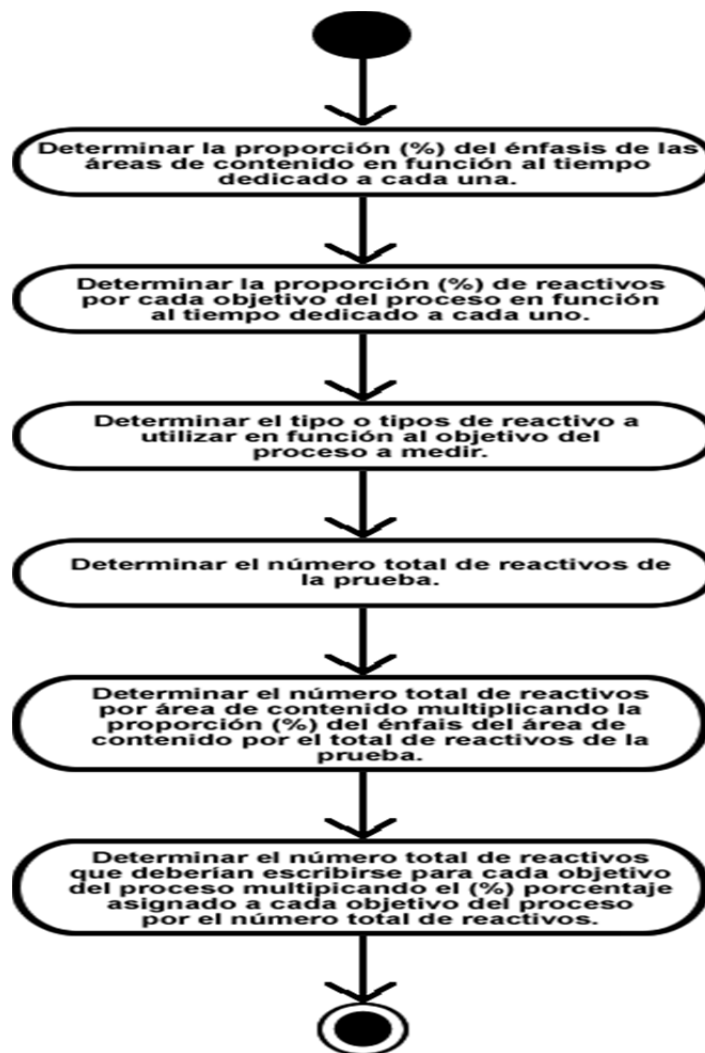 Determinar la proporción (%) del énfasis de las
áreas de contenido en función al tiempo
dedicado a cada una.
Determinar la proporción (%) de reactivos
por cada objetivo del proceso en función
al tiempo dedicado a cada uno.
Determinar el tipo o tipos de reactivo a
utilizar en función al objetivo del
proceso a medir.
Determinar el número total de reactivos de
la prueba.
Determinar el número total de reactivos
por área de contenido multiplicando la
proporción (%) del énfais del área de
contenido por el total de reactivos de la
prueba.
Determinar el número total de reactivos
que deberían escribirse para cada objetivo
del proceso multipicando el (%) porcentaje
asignado a cada objetivo del proceso
por el número total de reactivos.